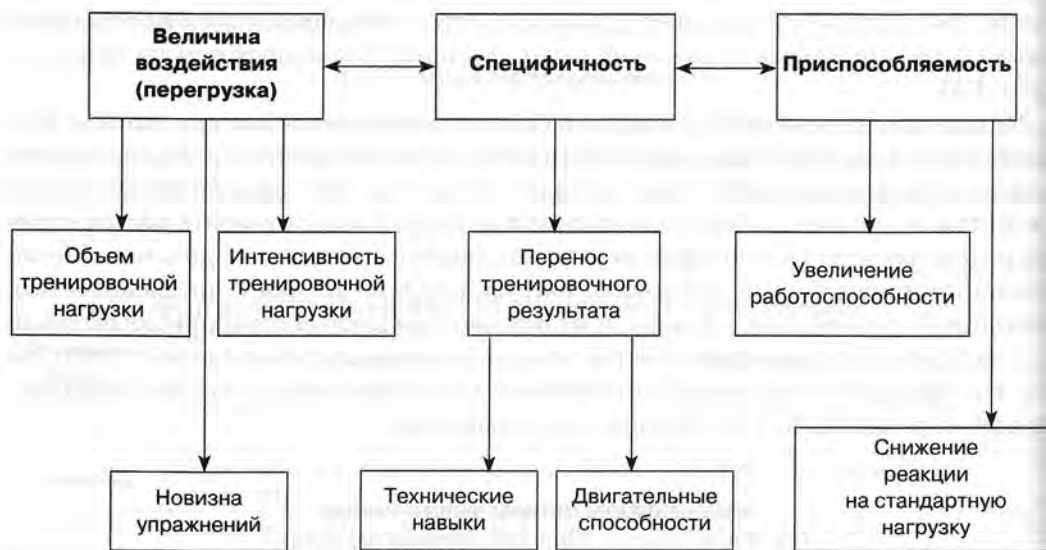 Величина
воздействия
(перегрузка)
Специфичность
Приспособляемость
Объем
тренировочной
нагрузки
Интенсивность
тренировочной
нагрузки
Перенос
тренировочного
результата
Увеличение
работоспособности
Новизна
упражнений
Технические
навыки
Двигательные
способности
Снижение
реакции
на стандартную
нагрузку